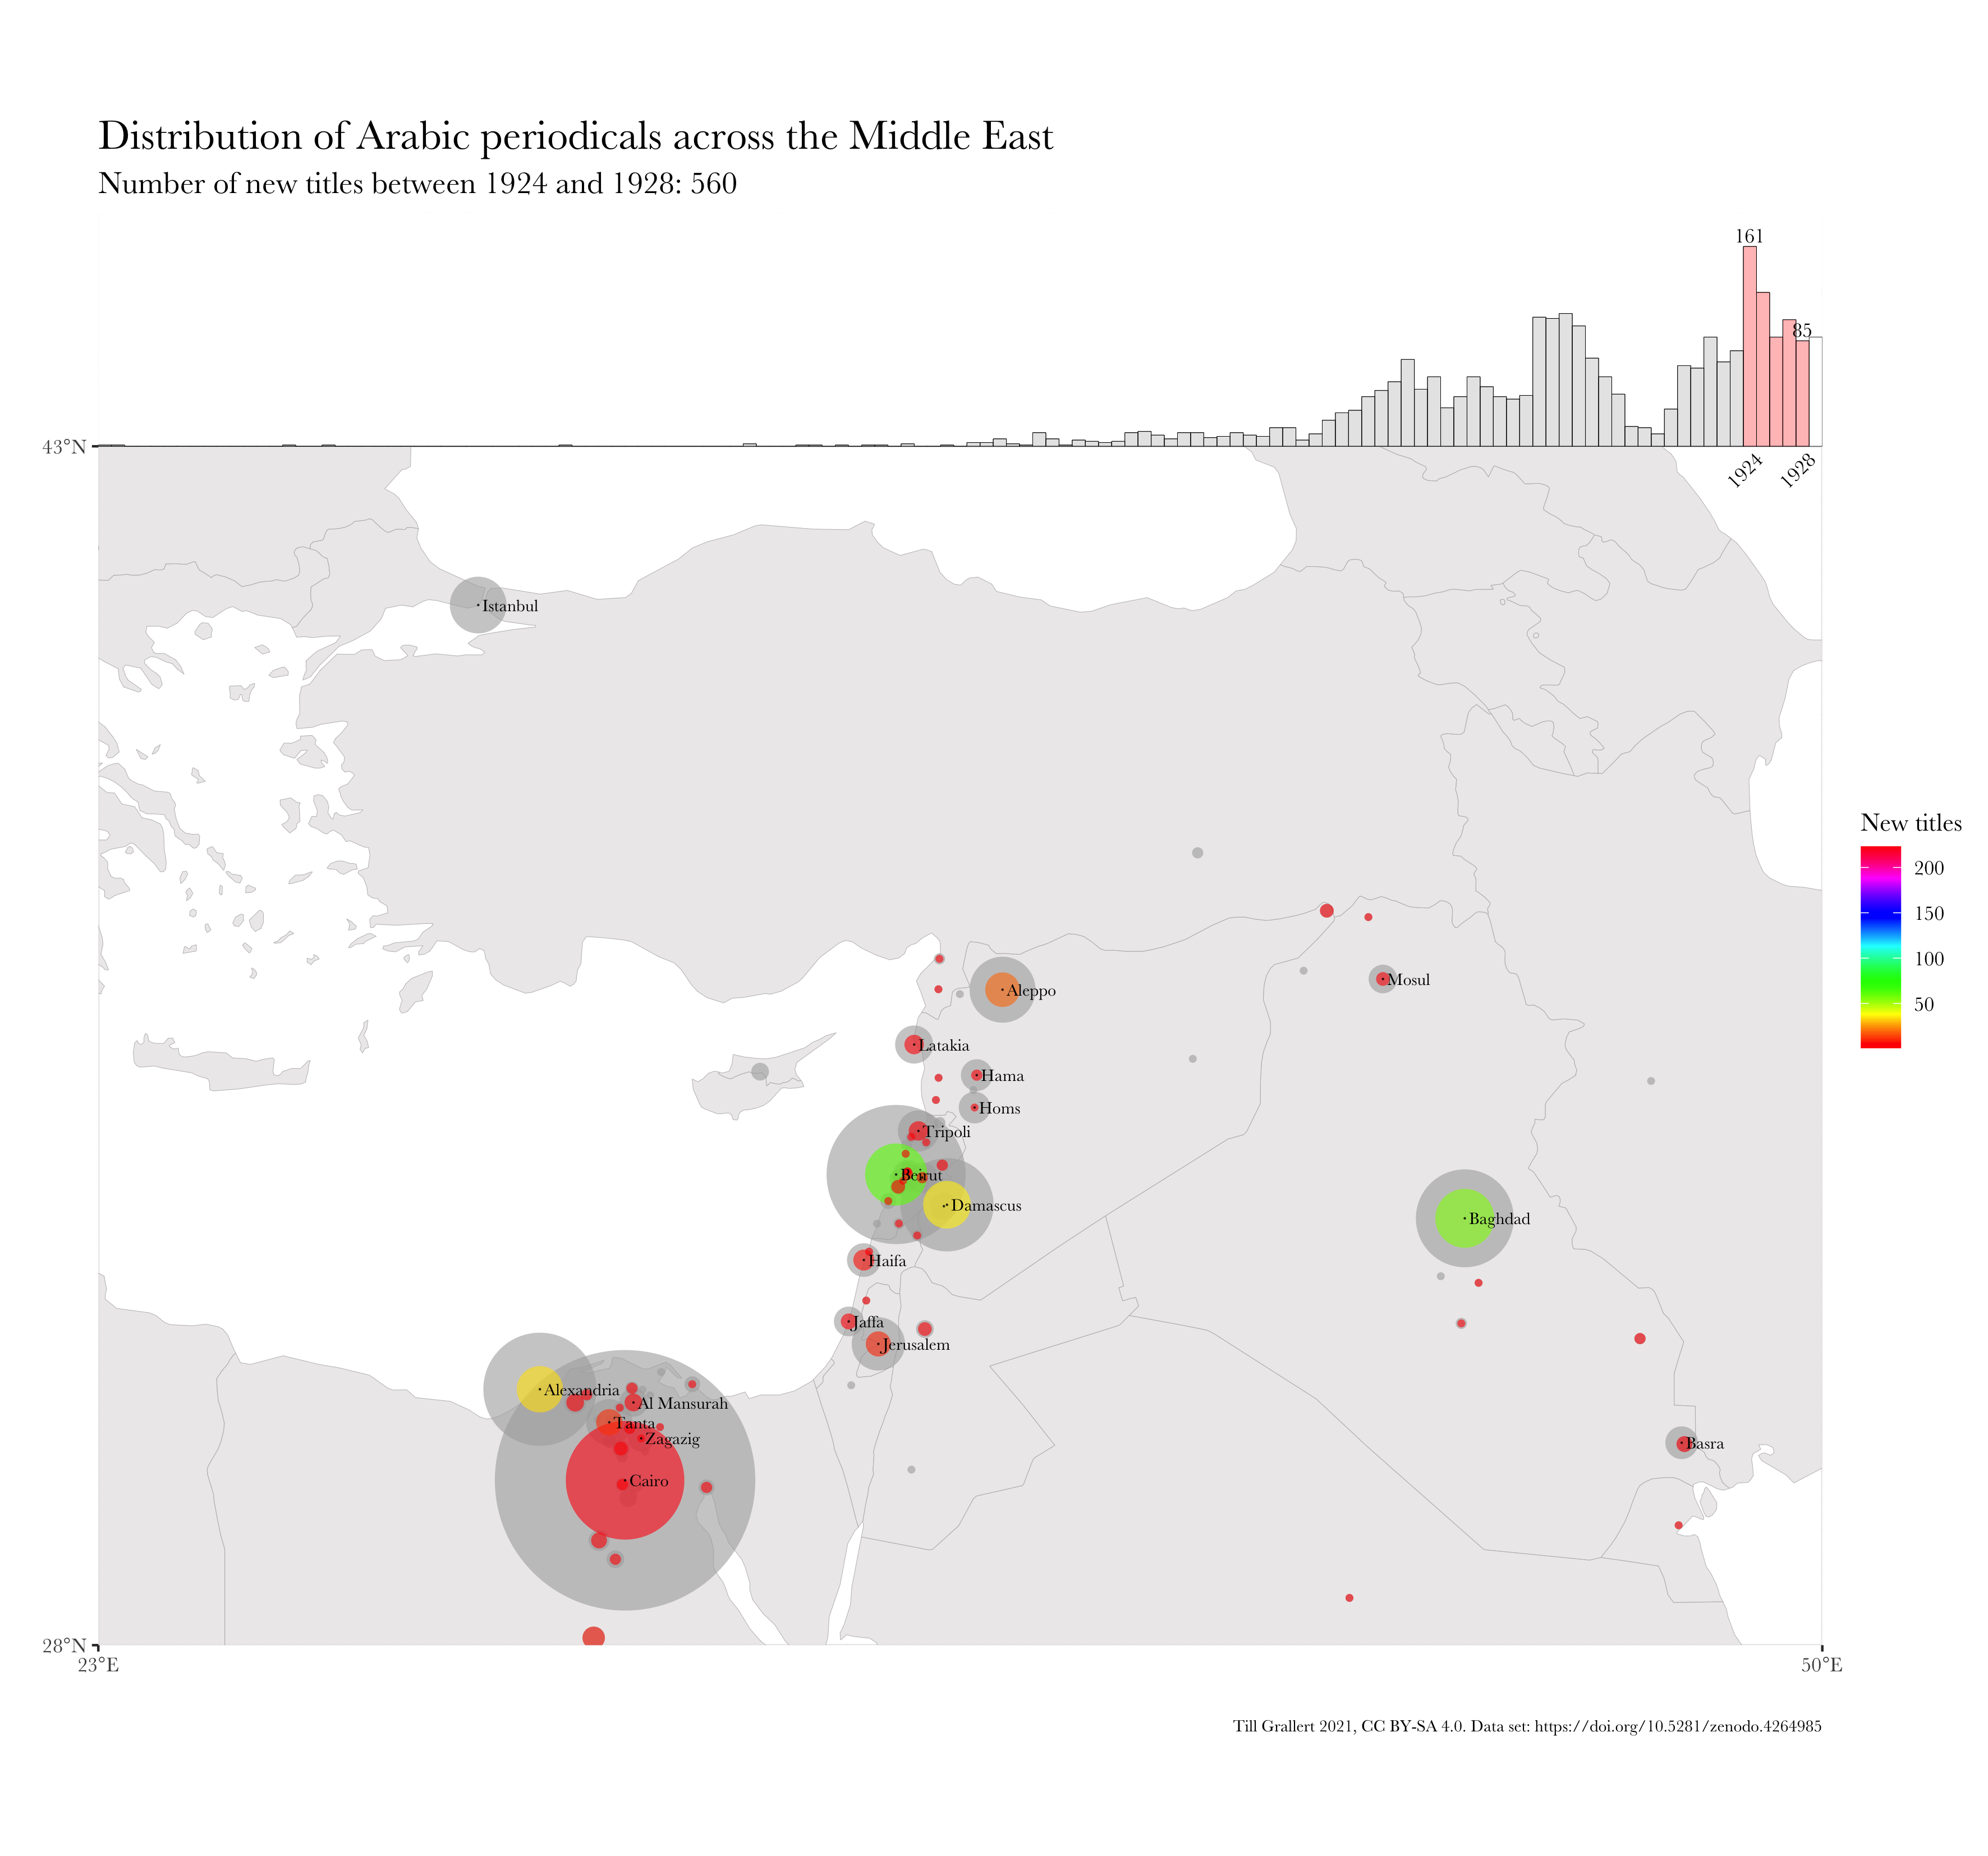 Distribution of Arabic periodicals across the Middle East
Number of new titles between 1924 and 1928: 560
161
85
43°N
1924
1928
Istanbul
New titles
200
150
100
50
Aleppo
Mosul
Latakia
Hama
Homs
Tripoli
Beirut
Damascus
Baghdad
Haifa
Jaffa
Jerusalem
Alexandria
Al Mansurah
Tanta
Zagazig
Basra
Cairo
28°N
23°E
50°E
Till Grallert 2021, CC BY-SA 4.0. Data set: https://doi.org/10.5281/zenodo.4264985